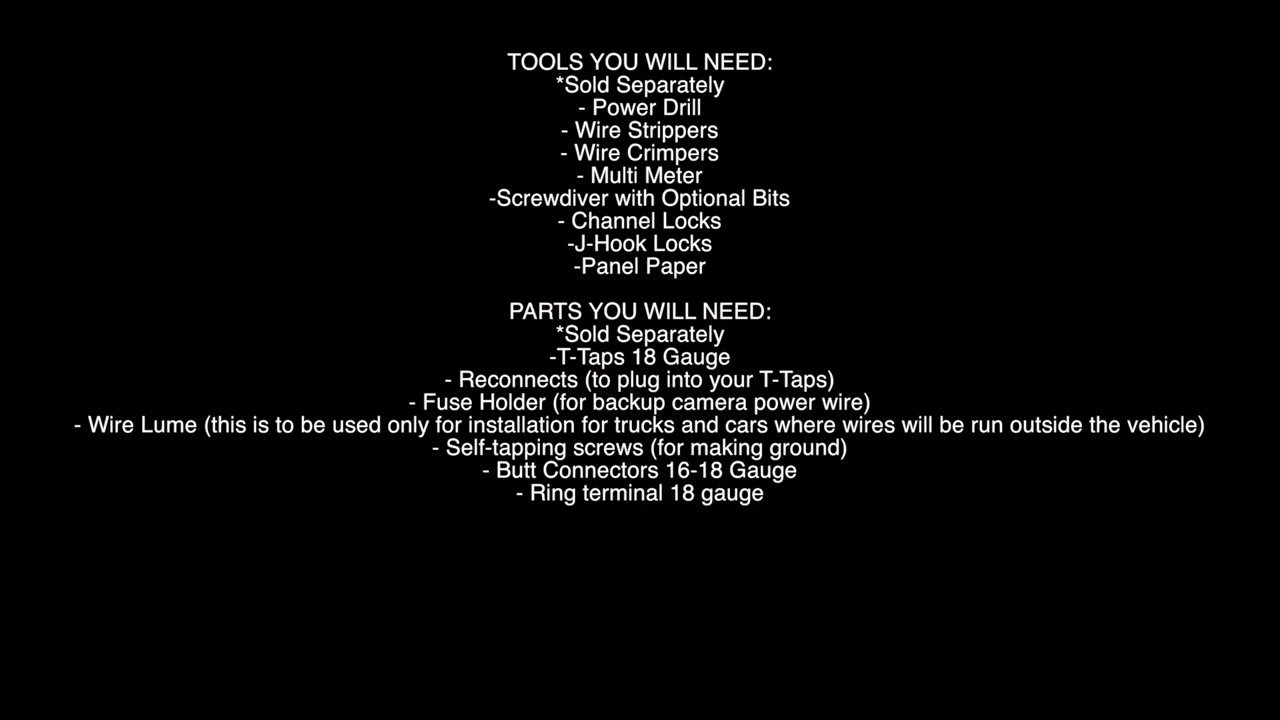 TOOLS YOU WILL NEED:
*Sold Separately
- Power Drill
- Wire Strippers
- Wire Crimpers
- Multi Meter
-Screwdiver with Optional Bits
- Channel Locks
-J-Hook Locks
-Panel Paper
PARTS YOU WILL NEED:
*Sold Separately
-T-Taps 18 Gauge
- Reconnects (to plug into your T-Taps)
- Fuse Holder (for backup camera power wire)
- Wire Lume (this is to be used only for installation for trucks and cars where wires will be run outside the vehicle)
- Self-tapping screws (for making ground)
- Butt Connectors 16-18 Gauge
- Ring terminal 18 gauge